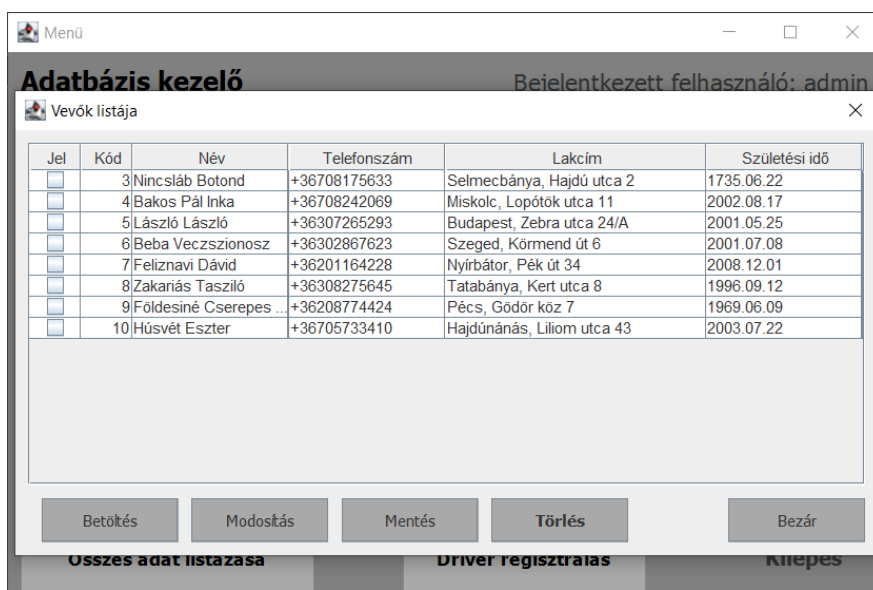 Menü
Adatbázis kezelő Bejelentkezett felhasználó: admin
Vevők listája
Jel Kód Név Telefonszám Lakcím Születési idő
3 Nincsláb Botond +36708175633 Selmecbánya, Hajdú utca 2 1735.06.22
4 Bakos Pál Inka +36708242069 Miskolc, Lopótök utca 11 2002.08.17
5 László László +36307265293 Budapest, Zebra utca 24/A 2001.05.25
6 Beba Veczszionosz +36302867623 Szeged, Körmend út 6 2001.07.08
7 Feliznavi Dávid +36201164228 Nyírbátor, Pék út 34 2008.12.01
8 Zakariás Tasziló +36308275645 Tatabánya, Kert utca 8 1996.09.12
9 Földesiné Cserepes ... +36208774424 Pécs, Gödör köz 7 1969.06.09
10 Húsvét Eszter +36705733410 Hajdúnánás, Liliom utca 43 2003.07.22
Betöltés Modosítás Mentés Törlés Bezár
Összes adat listázása Driver regisztrálás Kilépés